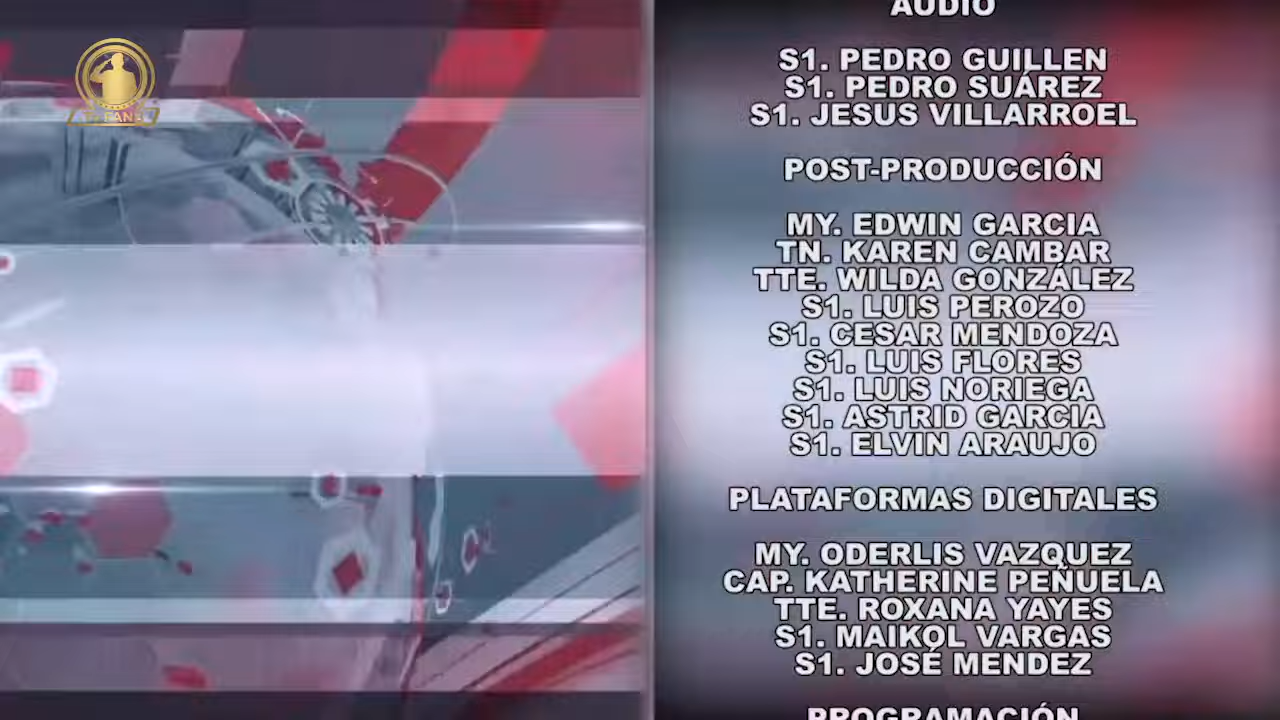 TV FANB
AUDIO
S1. PEDRO GUILLEN
S1. PEDRO SUÁREZ
S1. JESUS VILLARROEL
POST-PRODUCCIÓN
MY. EDWIN GARCIA
TN. KAREN CAMBAR
TTE. WILDA GONZÁLEZ
S1. LUIS PEROZO
S1. CESAR MENDOZA
S1. LUIS FLORES
S1. LUIS NORIEGA
S1. ASTRID GARCIA
S1. ELVIN ARAUJO
PLATAFORMAS DIGITALES
MY. ODERLIS VAZQUEZ
CAP. KATHERINE PEÑUELA
TTE. ROXANA YAYES
S1. MAIKOL VARGAS
S1. JOSÉ MENDEZ
PROGRAMACIÓN